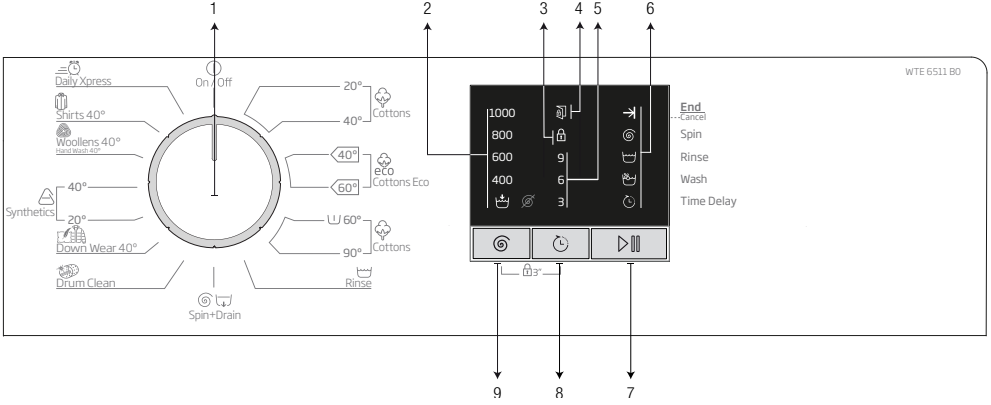 1
2
3
4
5
6
WTE 6511 B0
On / Off
Daily Xpress
Shirts 40°
Woollens 40°
Hand Wash 40°
40°
Synthetics
20°
Down Wear 40°
Drum Clean
Spin+Drain
20°
Cottons
40°
40°
eco
Cottons Eco
60°
60°
Cottons
90°
Rinse
1000
800
600
400
9
6
3
End
Cancel
Spin
Rinse
Wash
Time Delay
3"
9
8
7